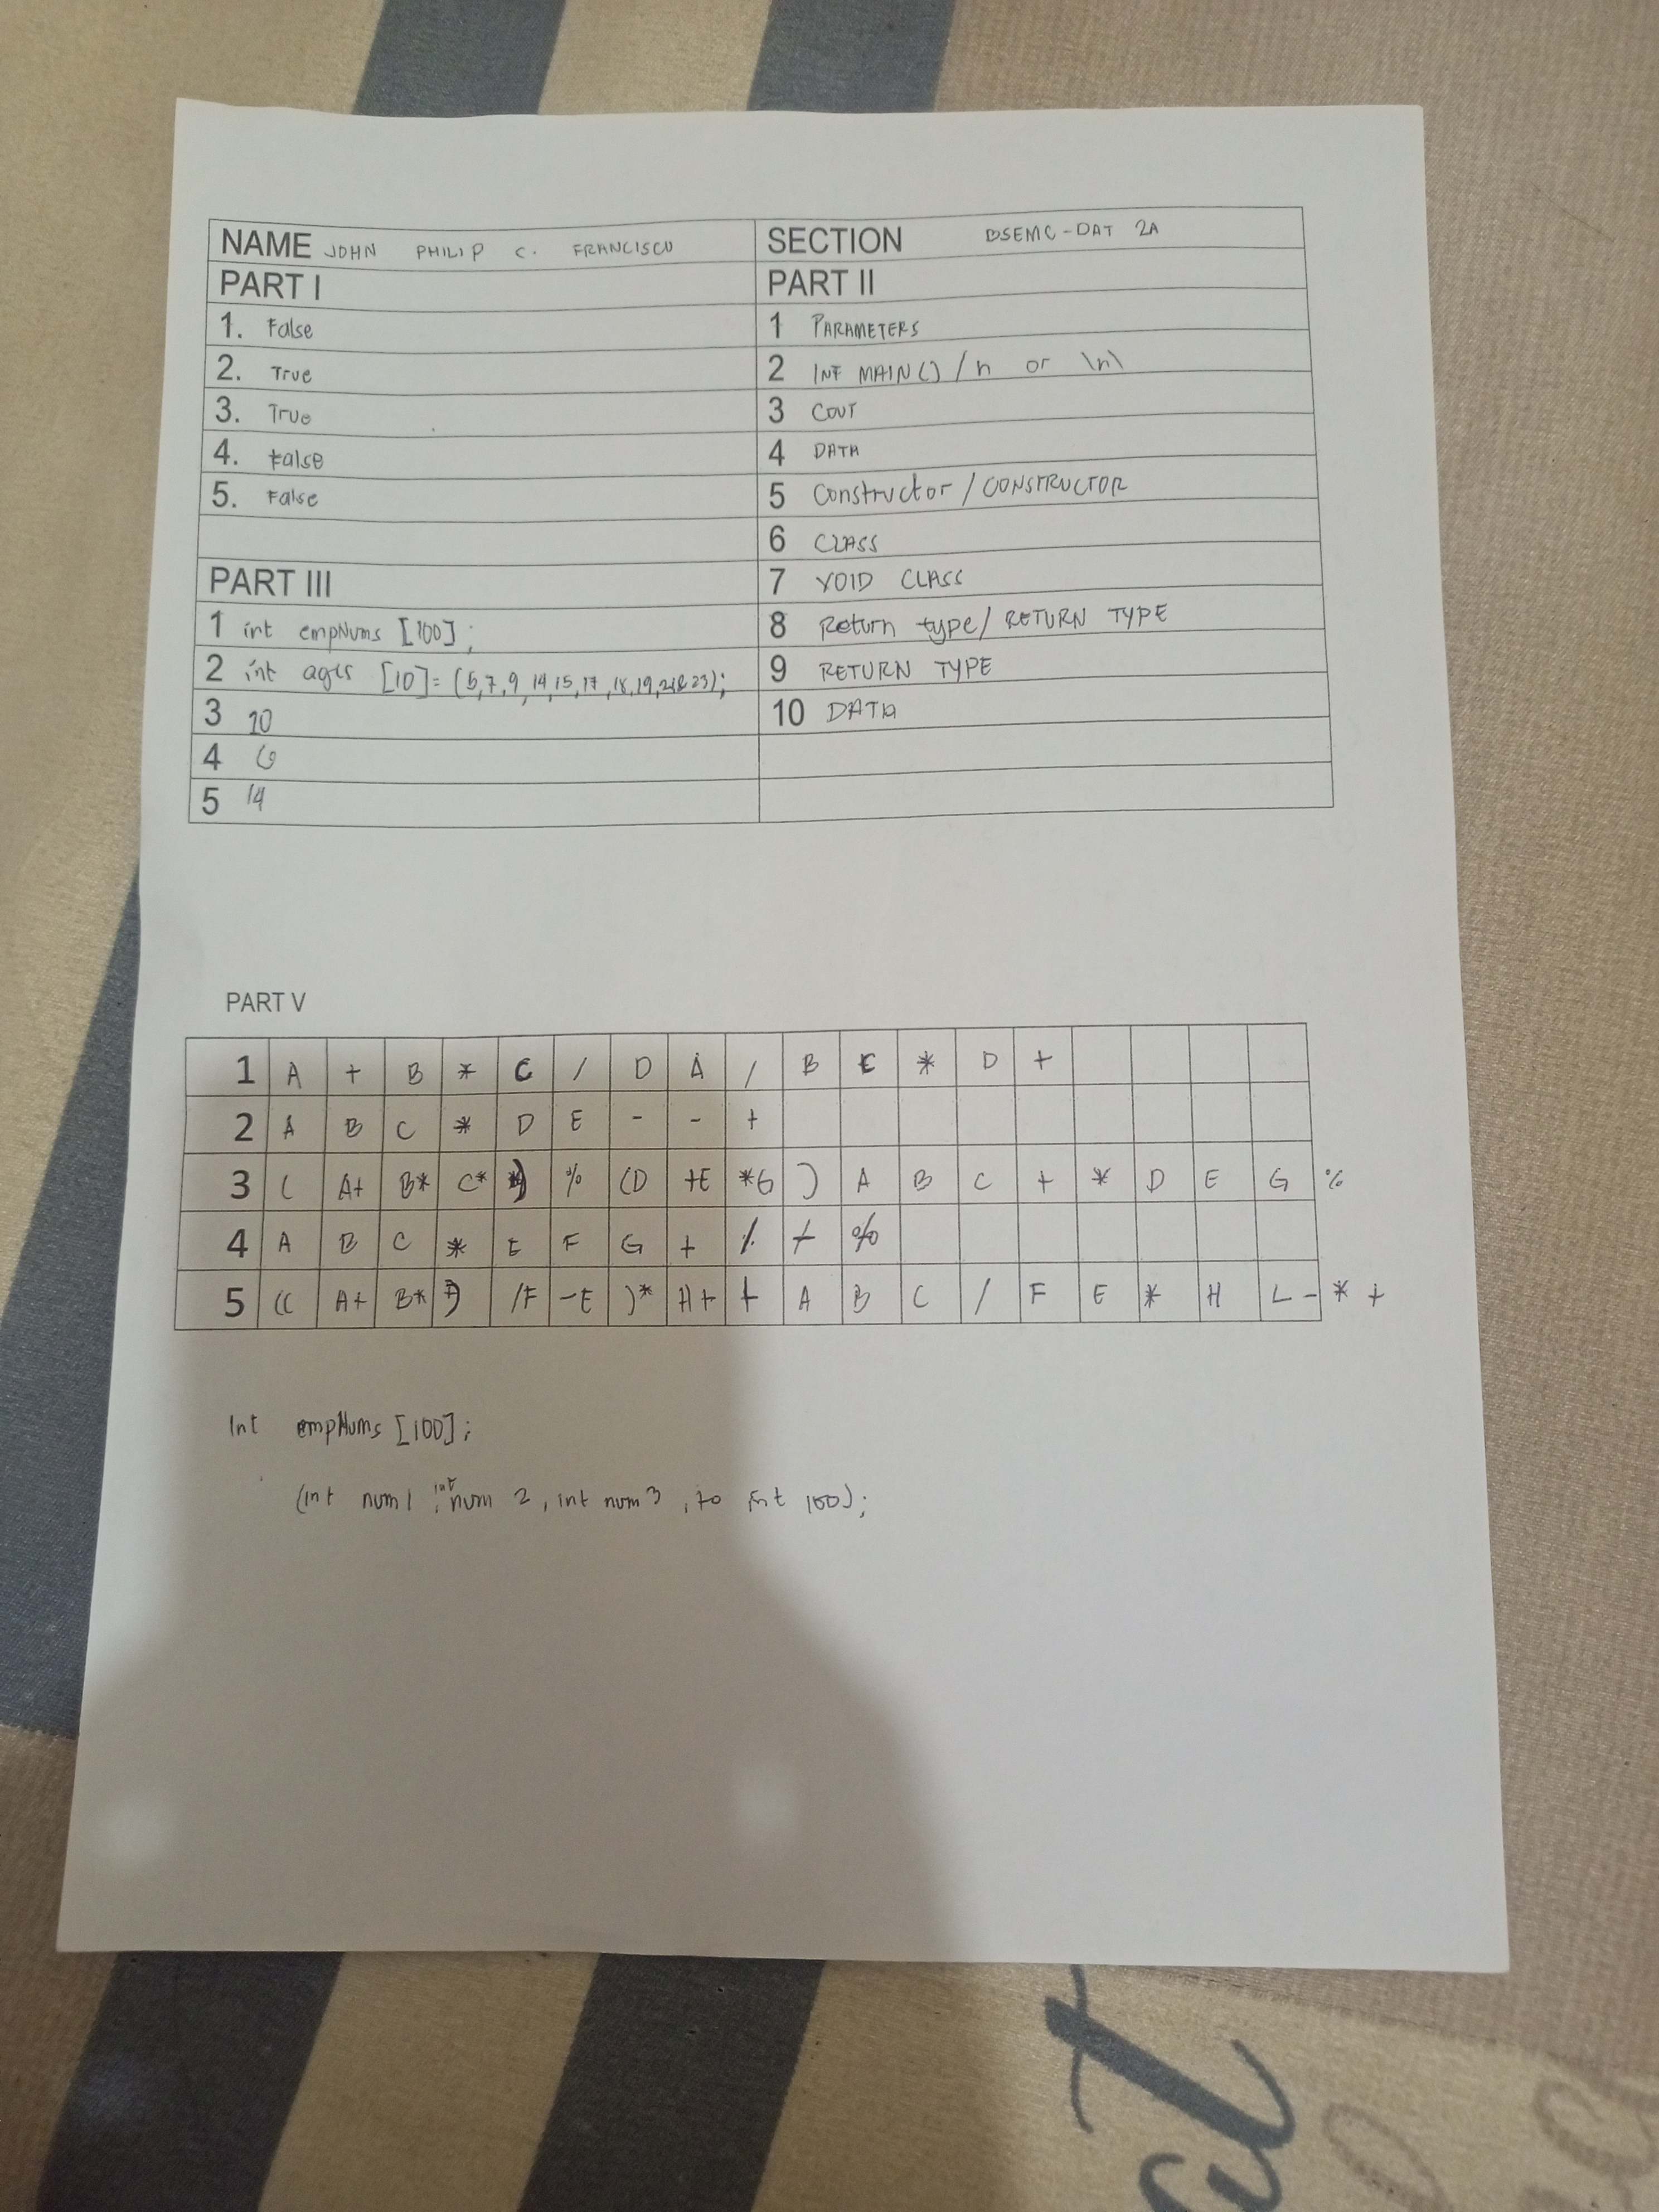 NAME JOHN PHILIP C. FRANCISCO
SECTION DSEMC-DAT 2A
PART I
1. False
2. True
3. True
4. False
5. False
PART II
1 PARAMETERS
2 INT MAIN() /n or \n\
3 COUT
4 DATA
5 Constructor / CONSTRUCTOR
6 CLASS
7 VOID CLASS
8 Return type/ RETURN TYPE
9 RETURN TYPE
10 DATA
PART III
1 int empNums [100];
2 int ages [10]= (5,7,9,14,15,17,18,19,21&23);
3 10
4 6
5 14
PART V
1 A + B * C / D A / B C * D +
2 A B C * D E - - +
3 ( A+ B* C* ) % (D +E *G ) A B C + * D E G %
4 A B C * E F G + / + %
5 (( A+ B* ) /F -E )* H+ + A B C / F E * H L - * +
Int empNums [100];
(int num1, int num 2, int num 3, to int 100);